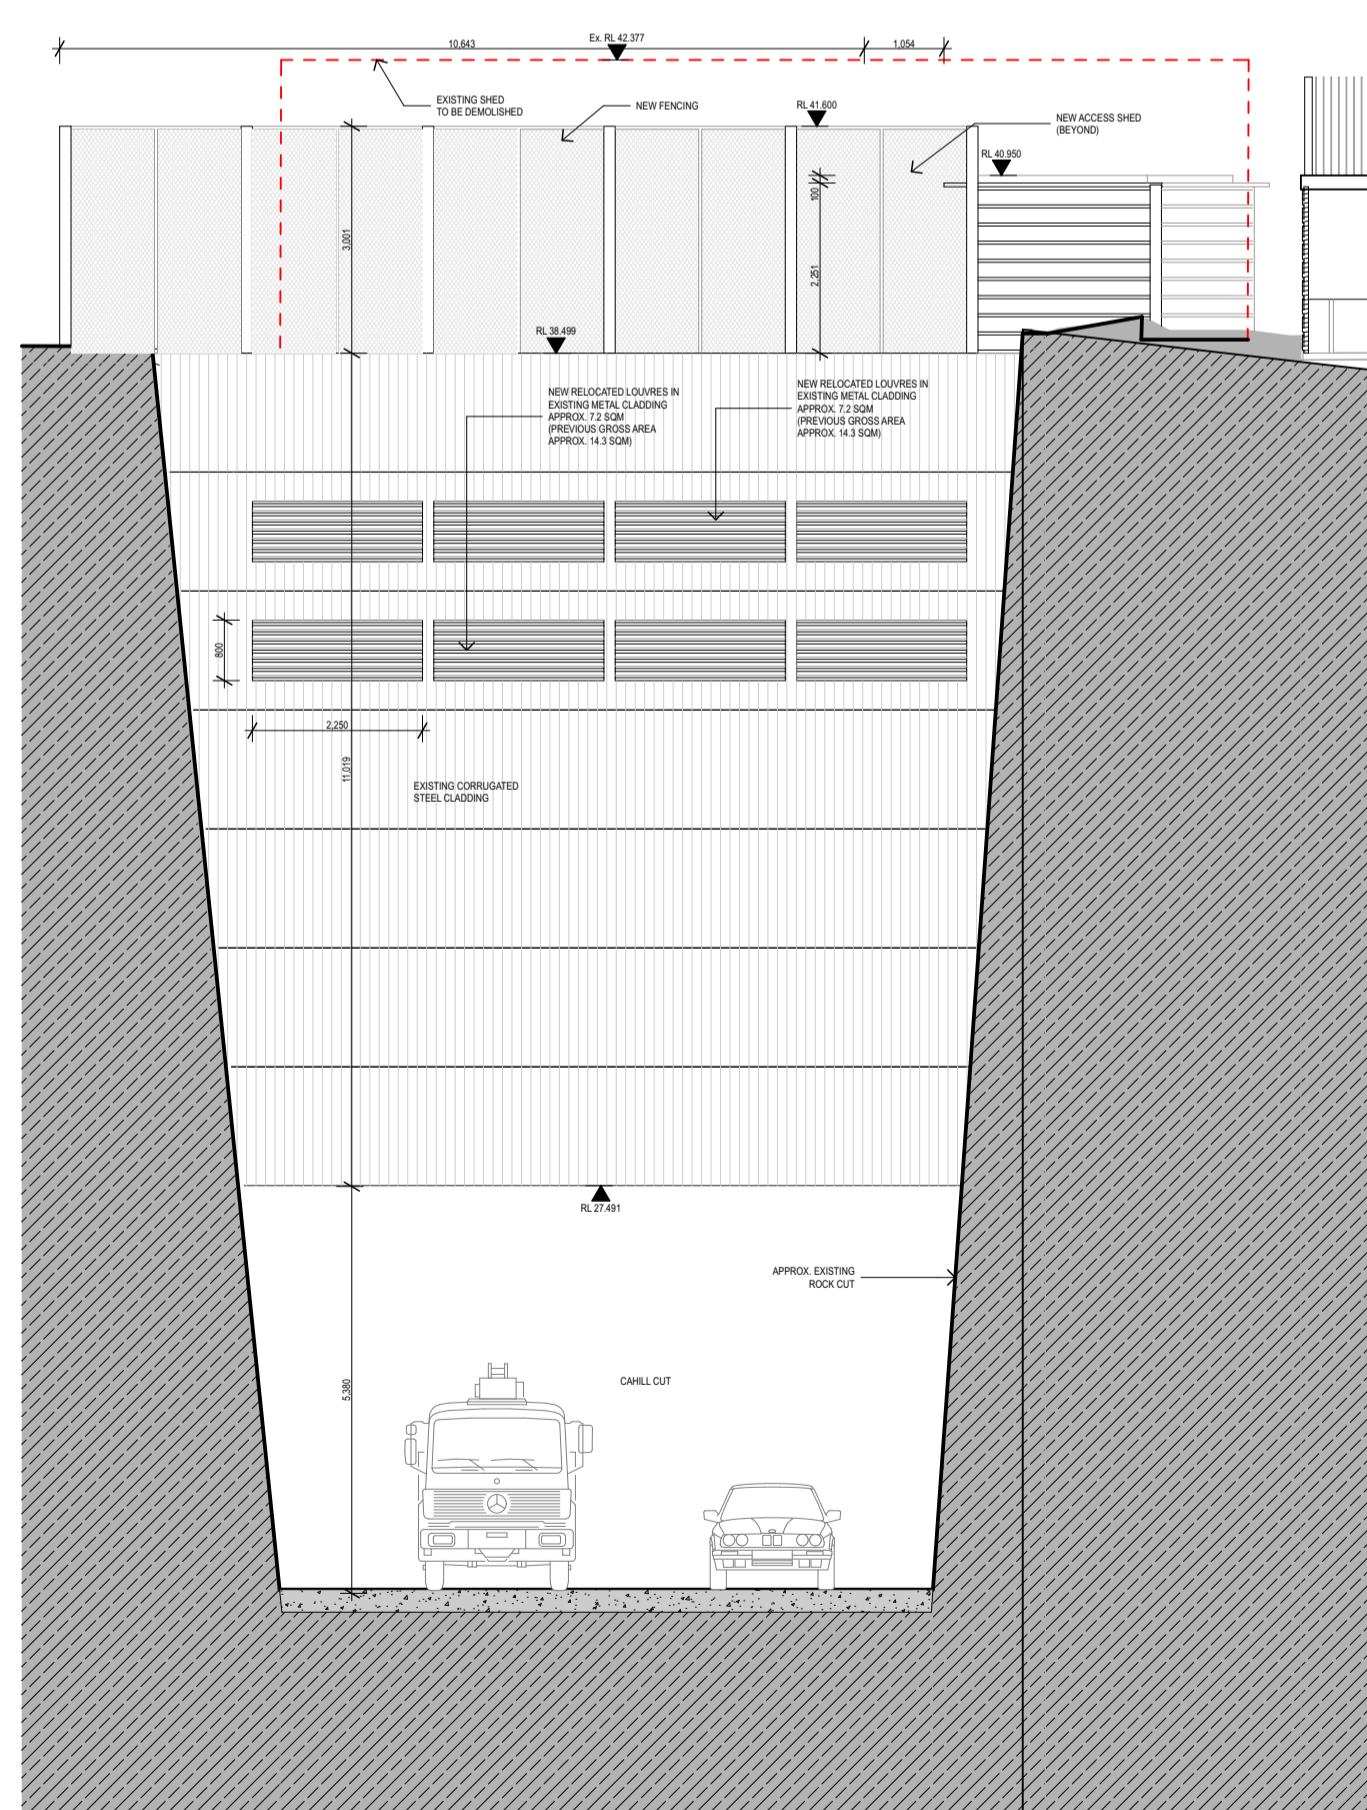 10,643
Ex. RL 42.377
1,054
EXISTING SHED
TO BE DEMOLISHED
NEW FENCING
RL 41.600
NEW ACCESS SHED
(BEYOND)
RL 40.950
100
3,001
2,251
RL 38.499
NEW RELOCATED LOUVRES IN
EXISTING METAL CLADDING
APPROX. 7.2 SQM
(PREVIOUS GROSS AREA
APPROX. 14.3 SQM)
NEW RELOCATED LOUVRES IN
EXISTING METAL CLADDING
APPROX. 7.2 SQM
(PREVIOUS GROSS AREA
APPROX. 14.3 SQM)
800
2,250
11,019
EXISTING CORRUGATED
STEEL CLADDING
RL 27.491
APPROX. EXISTING
ROCK CUT
5,380
CAHILL CUT